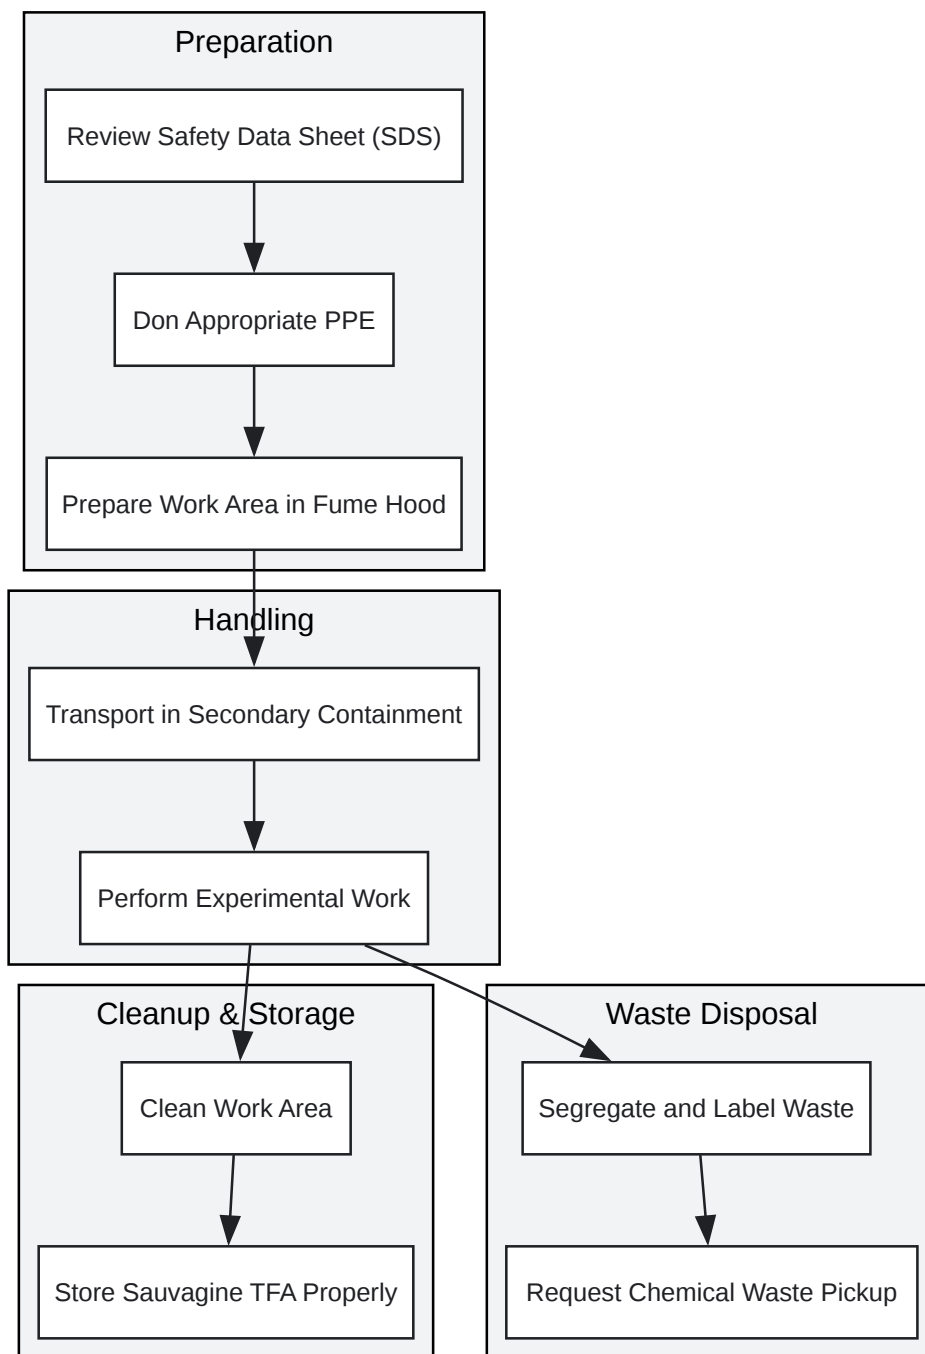 Preparation
Review Safety Data Sheet (SDS)
Don Appropriate PPE
Prepare Work Area in Fume Hood
Handling
Transport in Secondary Containment
Perform Experimental Work
Cleanup & Storage
Clean Work Area
Store Sauvagine TFA Properly
Waste Disposal
Segregate and Label Waste
Request Chemical Waste Pickup